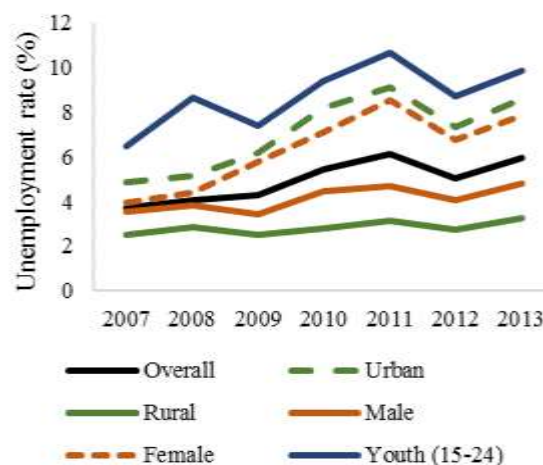 Unemployment rate (%)
12
10
8
6
4
2
0
2007 2008 2009 2010 2011 2012 2013
Overall Urban
Rural Male
Female Youth (15-24)